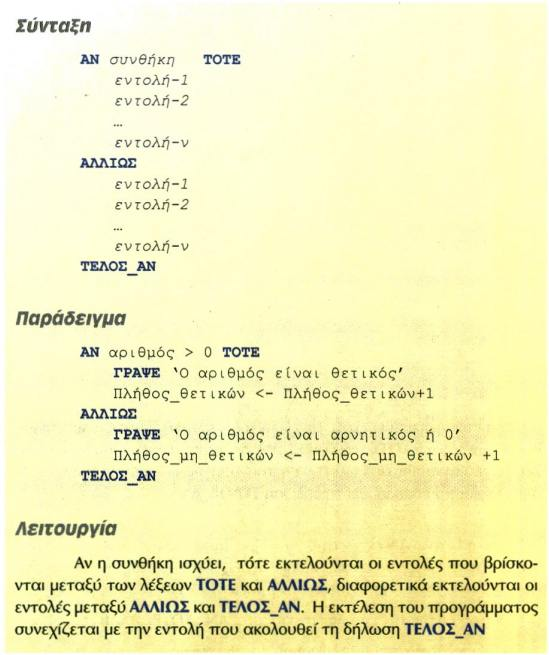 Σύνταξη
ΑΝ συνθήκη ΤΟΤΕ
εντολή-1
εντολή-2
…
εντολή-ν
ΑΛΛΙΩΣ
εντολή-1
εντολή-2
…
εντολή-ν
ΤΕΛΟΣ_ΑΝ
Παράδειγμα
ΑΝ αριθμός > 0 ΤΟΤΕ
ΓΡΑΨΕ ‘Ο αριθμός είναι θετικός’
Πλήθος_θετικών <- Πλήθος_θετικών+1
ΑΛΛΙΩΣ
ΓΡΑΨΕ ‘Ο αριθμός είναι αρνητικός ή 0’
Πλήθος_μη_θετικών <- Πλήθος_μη_θετικών +1
ΤΕΛΟΣ_ΑΝ
Λειτουργία
Αν η συνθήκη ισχύει, τότε εκτελούνται οι εντολές που βρίσκο-
νται μεταξύ των λέξεων ΤΟΤΕ και ΑΛΛΙΩΣ, διαφορετικά εκτελούνται οι
εντολές μεταξύ ΑΛΛΙΩΣ και ΤΕΛΟΣ_ΑΝ. Η εκτέλεση του προγράμματος
συνεχίζεται με την εντολή που ακολουθεί τη δήλωση ΤΕΛΟΣ_ΑΝ